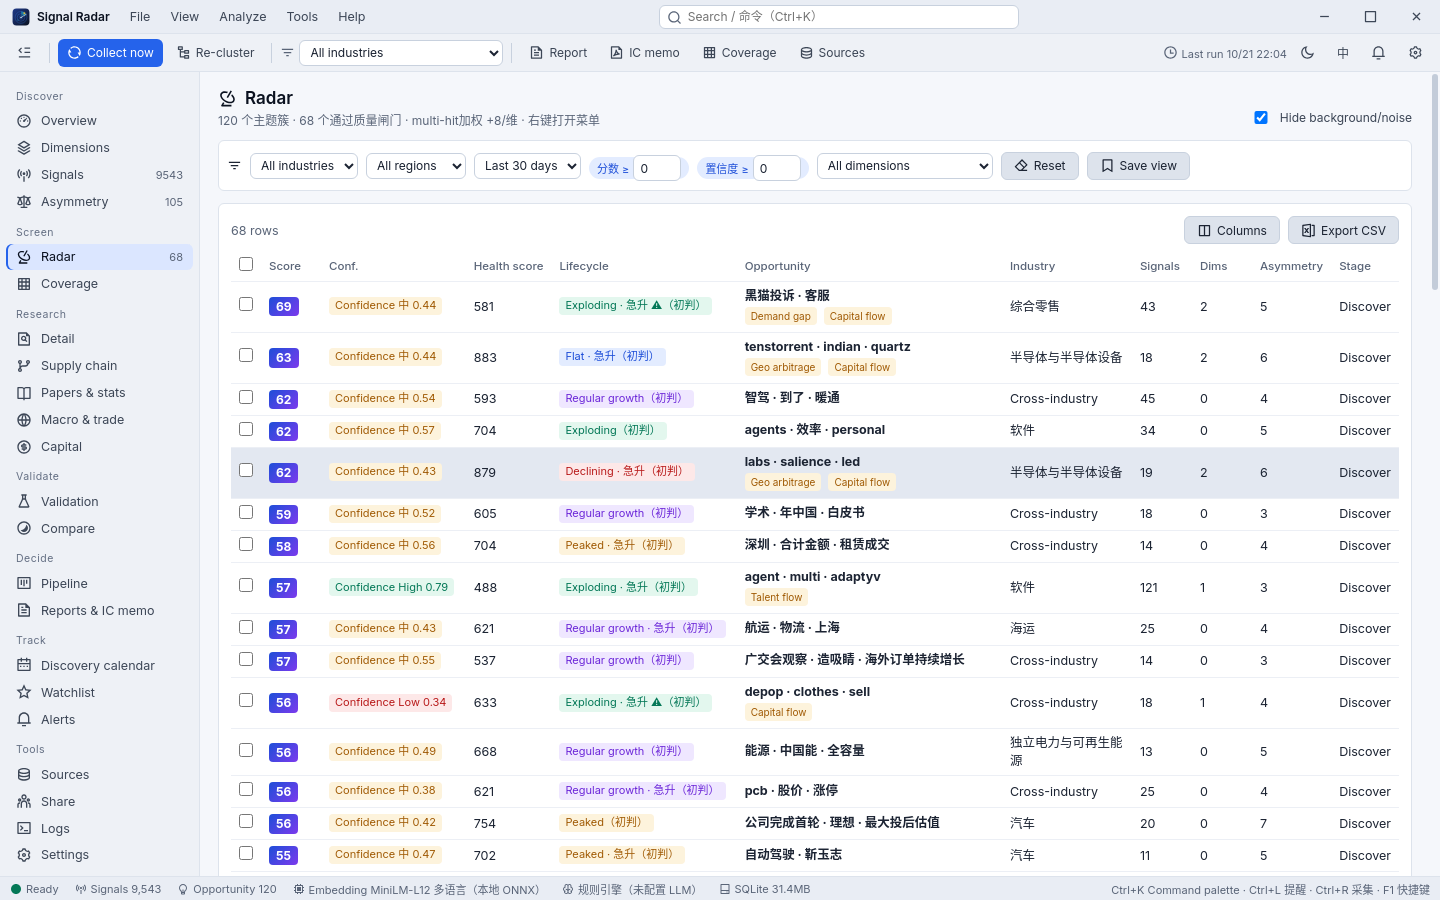 Signal Radar File View Analyze Tools Help Search / 命令（Ctrl+K）
Collect now Re-cluster All industries Report IC memo Coverage Sources Last run 10/21 22:04 中
Discover
Overview
Dimensions
Signals 9543
Asymmetry 105
Screen
Radar 68
Coverage
Research
Detail
Supply chain
Papers & stats
Macro & trade
Capital
Validate
Validation
Compare
Decide
Pipeline
Reports & IC memo
Track
Discovery calendar
Watchlist
Alerts
Tools
Sources
Share
Logs
Settings
Radar
120 个主题簇 · 68 个通过质量闸门 · multi-hit加权 +8/维 · 右键打开菜单
Hide background/noise
All industries All regions Last 30 days 分数 ≥ 0 置信度 ≥ 0 All dimensions Reset Save view
68 rows Columns Export CSV
Score Conf. Health score Lifecycle Opportunity Industry Signals Dims Asymmetry Stage
69 Confidence 中 0.44 581 Exploding · 急升 ⚠（初判） 黑猫投诉 · 客服 综合零售 43 2 5 Discover
Demand gap Capital flow
63 Confidence 中 0.44 883 Flat · 急升（初判） tenstorrent · indian · quartz 半导体与半导体设备 18 2 6 Discover
Geo arbitrage Capital flow
62 Confidence 中 0.54 593 Regular growth（初判） 智驾 · 到了 · 暖通 Cross-industry 45 0 4 Discover
62 Confidence 中 0.57 704 Exploding（初判） agents · 效率 · personal 软件 34 0 5 Discover
62 Confidence 中 0.43 879 Declining · 急升（初判） labs · salience · led 半导体与半导体设备 19 2 6 Discover
Geo arbitrage Capital flow
59 Confidence 中 0.52 605 Regular growth（初判） 学术 · 年中国 · 白皮书 Cross-industry 18 0 3 Discover
58 Confidence 中 0.56 704 Peaked · 急升（初判） 深圳 · 合计金额 · 租赁成交 Cross-industry 14 0 4 Discover
57 Confidence High 0.79 488 Exploding · 急升（初判） agent · multi · adaptyv 软件 121 1 3 Discover
Talent flow
57 Confidence 中 0.43 621 Regular growth · 急升（初判） 航运 · 物流 · 上海 海运 25 0 4 Discover
57 Confidence 中 0.55 537 Regular growth（初判） 广交会观察 · 造吸睛 · 海外订单持续增长 Cross-industry 14 0 3 Discover
56 Confidence Low 0.34 633 Exploding · 急升 ⚠（初判） depop · clothes · sell Cross-industry 18 1 4 Discover
Capital flow
56 Confidence 中 0.49 668 Regular growth（初判） 能源 · 中国能 · 全容量 独立电力与可再生能 13 0 5 Discover
源
56 Confidence 中 0.38 621 Regular growth · 急升（初判） pcb · 股价 · 涨停 Cross-industry 25 0 4 Discover
56 Confidence 中 0.42 754 Peaked（初判） 公司完成首轮 · 理想 · 最大投后估值 汽车 20 0 7 Discover
55 Confidence 中 0.47 702 Peaked · 急升（初判） 自动驾驶 · 靳玉志 汽车 11 0 5 Discover
Ready Signals 9,543 Opportunity 120 Embedding MiniLM-L12 多语言（本地 ONNX） 规则引擎（未配置 LLM） SQLite 31.4MB Ctrl+K Command palette · Ctrl+L 提醒 · Ctrl+R 采集 · F1 快捷键